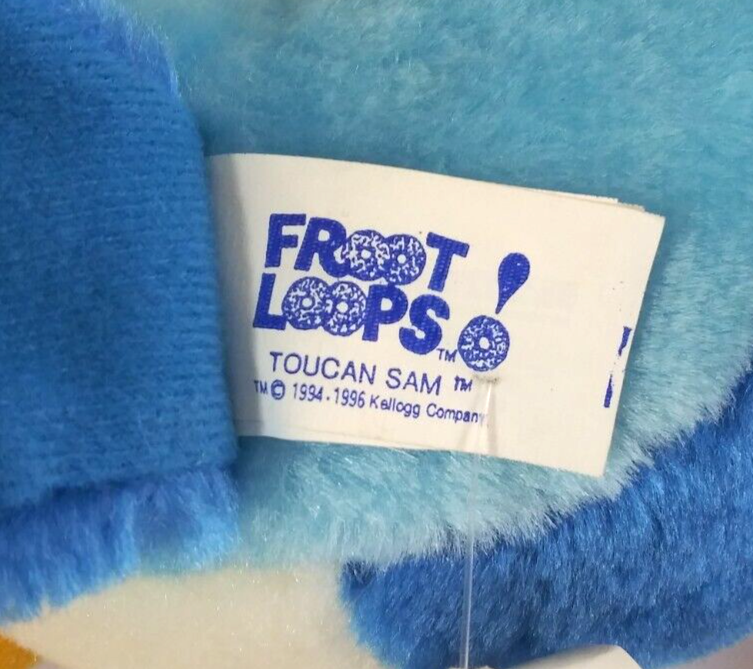 FROOT
LOOPS!™
TOUCAN SAM ™
™ © 1994-1996 Kellogg Company